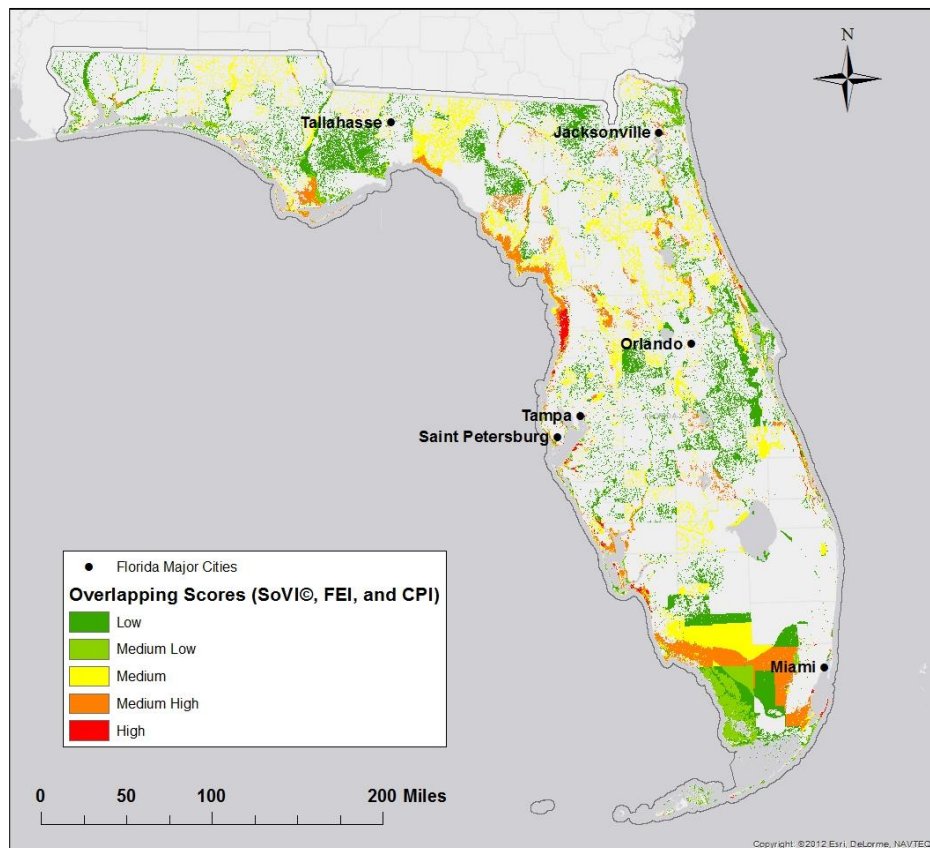 N
Tallahasse
Jacksonville
Orlando
Tampa
Saint Petersburg
Florida Major Cities
Overlapping Scores (SoVI©, FEI, and CPI)
Low
Medium Low
Medium
Medium High
High
Miami
0 50 100 200 Miles
Copyright: ©2012 Esri, DeLorme, NAVTEQ